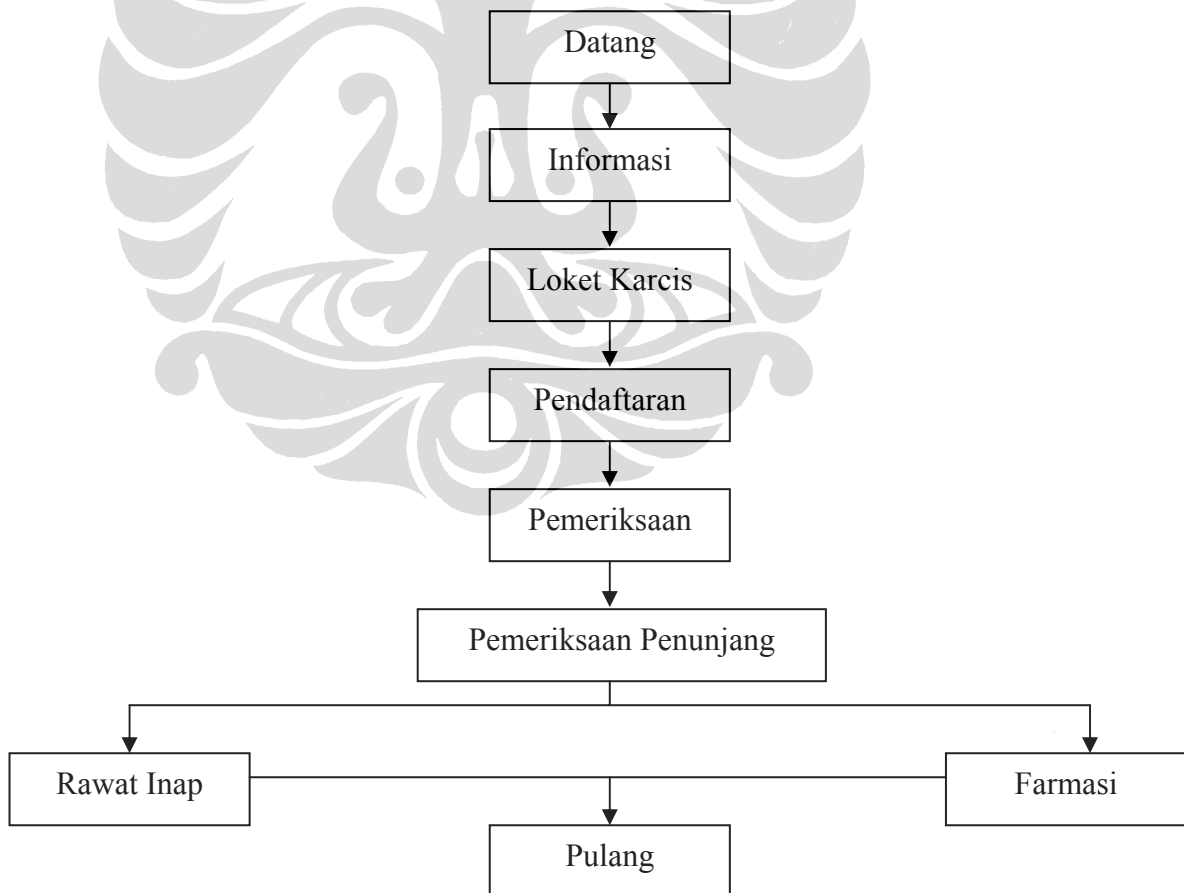 Datang
Informasi
Loket Karcis
Pendaftaran
Pemeriksaan
Pemeriksaan Penunjang
Rawat Inap
Farmasi
Pulang